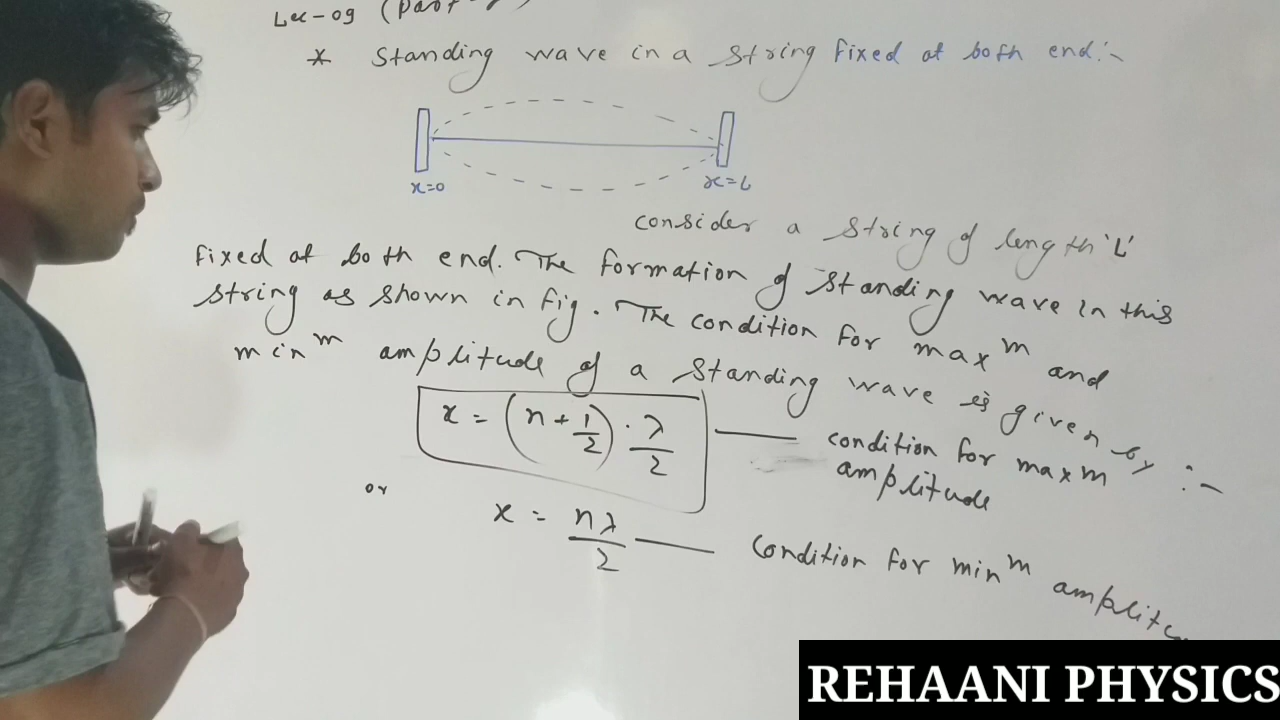 Lec-09 (Part
* Standing wave in a string fixed at both end:-
x=0
x=L
consider a string of length 'L'
fixed at both end. The formation of standing wave in this
string as shown in fig. The condition for maxᵐ and
minᵐ amplitude of a standing wave is given by :-
x = (n + 1/2) · λ/2 — condition for maxm
amplitude
or
x = nλ/2 — Condition for minᵐ
REHAANI PHYSICS